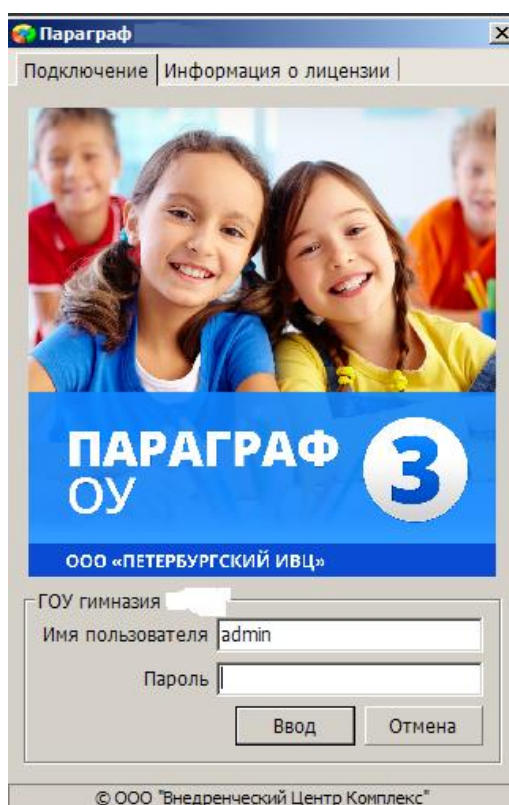 Параграф
Подключение Информация о лицензии
ПАРАГРАФ 3
ОУ
ООО «ПЕТЕРБУРГСКИЙ ИВЦ»
ГОУ гимназия
Имя пользователя admin
Пароль
Ввод Отмена
© ООО "Внедренческий Центр Комплекс"